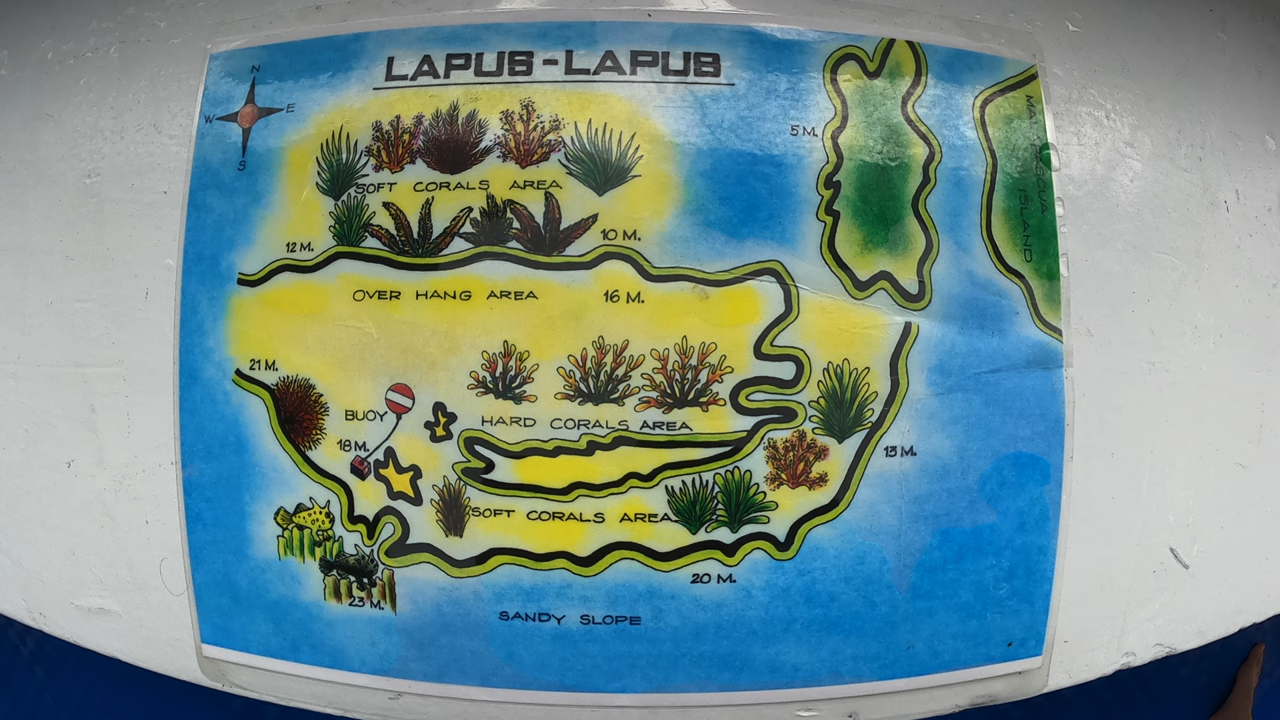 LAPUS-LAPUS
N
W E
S
5 M.
SOFT CORALS AREA
12 M.
10 M.
OVER HANG AREA
16 M.
21 M.
BUOY
18 M.
HARD CORALS AREA
13 M.
SOFT CORALS AREA
20 M.
23 M.
SANDY SLOPE
ISLAND